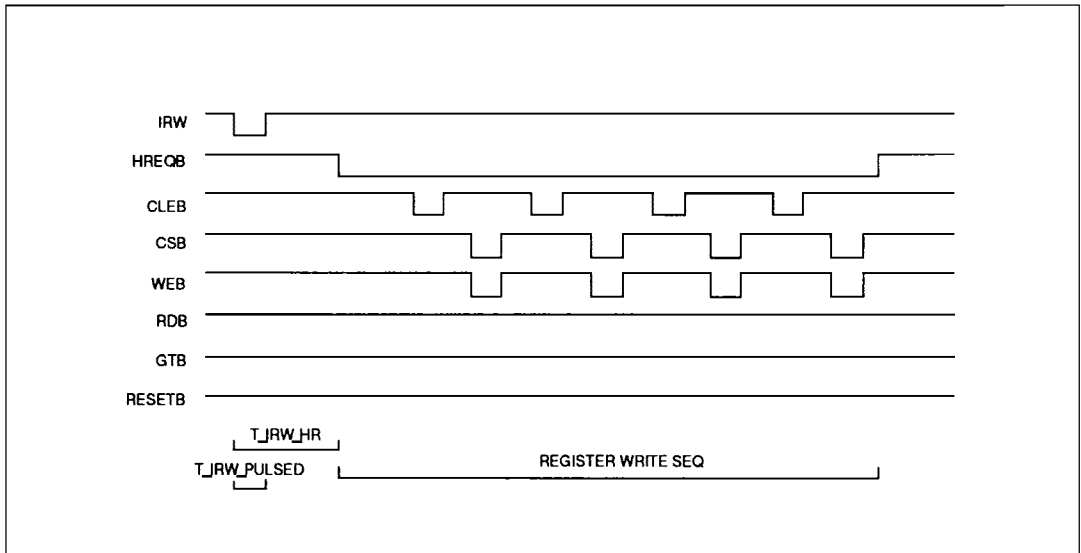 IRW
HREQB
CLEB
CSB
WEB
RDB
GTB
RESETB
T_IRW_HR
T_IRW_PULSED
REGISTER WRITE SEQ